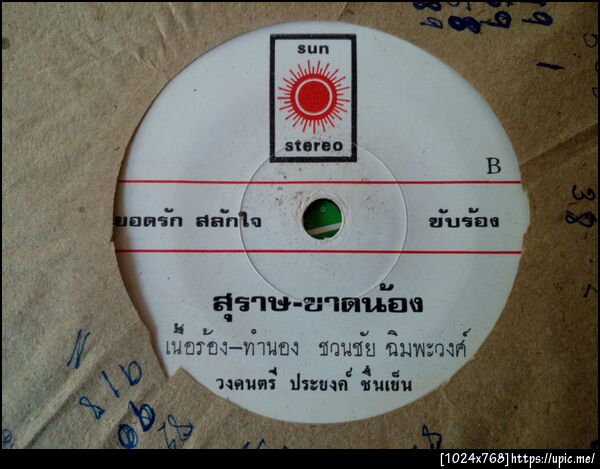 sun
stereo
B
ยอดรัก สลักใจ ขับร้อง
สุราษ-ขาดน้อง
เนื้อร้อง-ทำนอง ชวนชัย ฉิมพะวงศ์
วงดนตรี ประยงค์ ชื่นเย็น
[1024x768]https://upic.me/